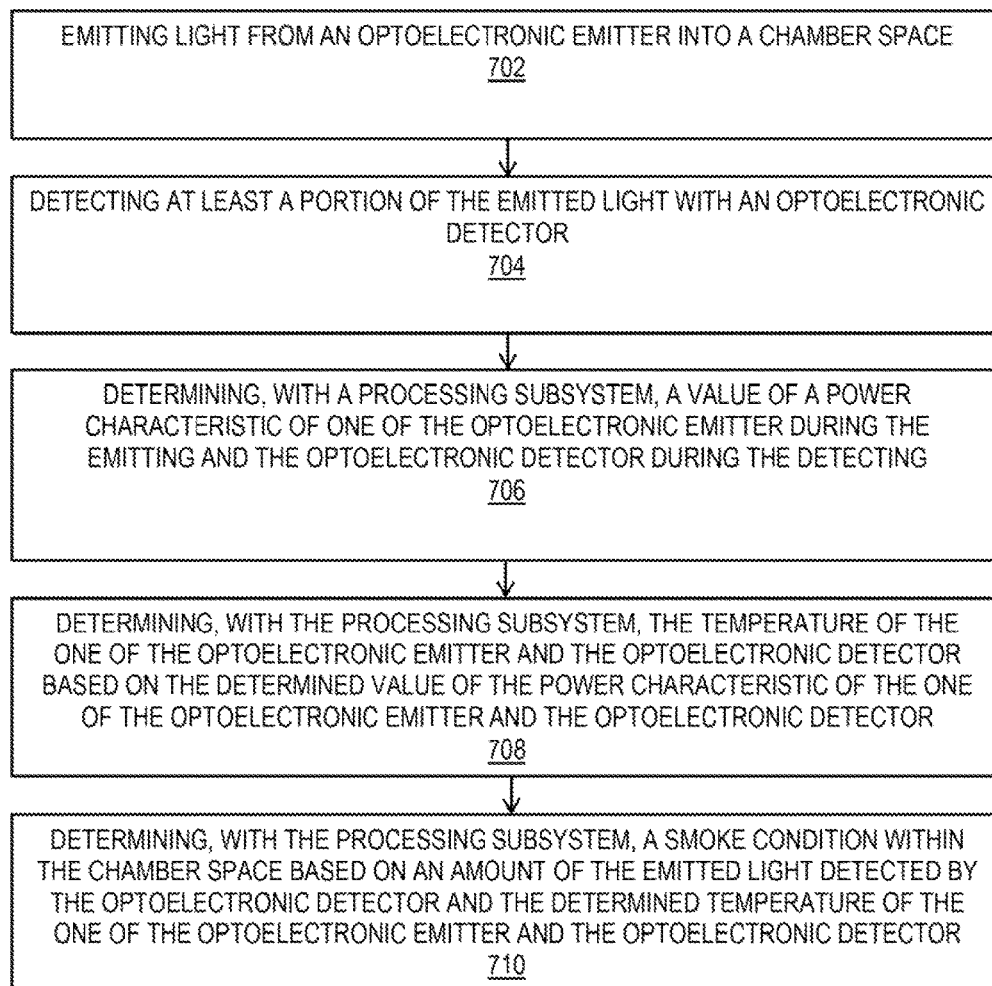 EMITTING LIGHT FROM AN OPTOELECTRONIC EMITTER INTO A CHAMBER SPACE
702
DETECTING AT LEAST A PORTION OF THE EMITTED LIGHT WITH AN OPTOELECTRONIC
DETECTOR
704
DETERMINING, WITH A PROCESSING SUBSYSTEM, A VALUE OF A POWER
CHARACTERISTIC OF ONE OF THE OPTOELECTRONIC EMITTER DURING THE
EMITTING AND THE OPTOELECTRONIC DETECTOR DURING THE DETECTING
706
DETERMINING, WITH THE PROCESSING SUBSYSTEM, THE TEMPERATURE OF THE
ONE OF THE OPTOELECTRONIC EMITTER AND THE OPTOELECTRONIC DETECTOR
BASED ON THE DETERMINED VALUE OF THE POWER CHARACTERISTIC OF THE ONE
OF THE OPTOELECTRONIC EMITTER AND THE OPTOELECTRONIC DETECTOR
708
DETERMINING, WITH THE PROCESSING SUBSYSTEM, A SMOKE CONDITION WITHIN
THE CHAMBER SPACE BASED ON AN AMOUNT OF THE EMITTED LIGHT DETECTED BY
THE OPTOELECTRONIC DETECTOR AND THE DETERMINED TEMPERATURE OF THE
ONE OF THE OPTOELECTRONIC EMITTER AND THE OPTOELECTRONIC DETECTOR
710